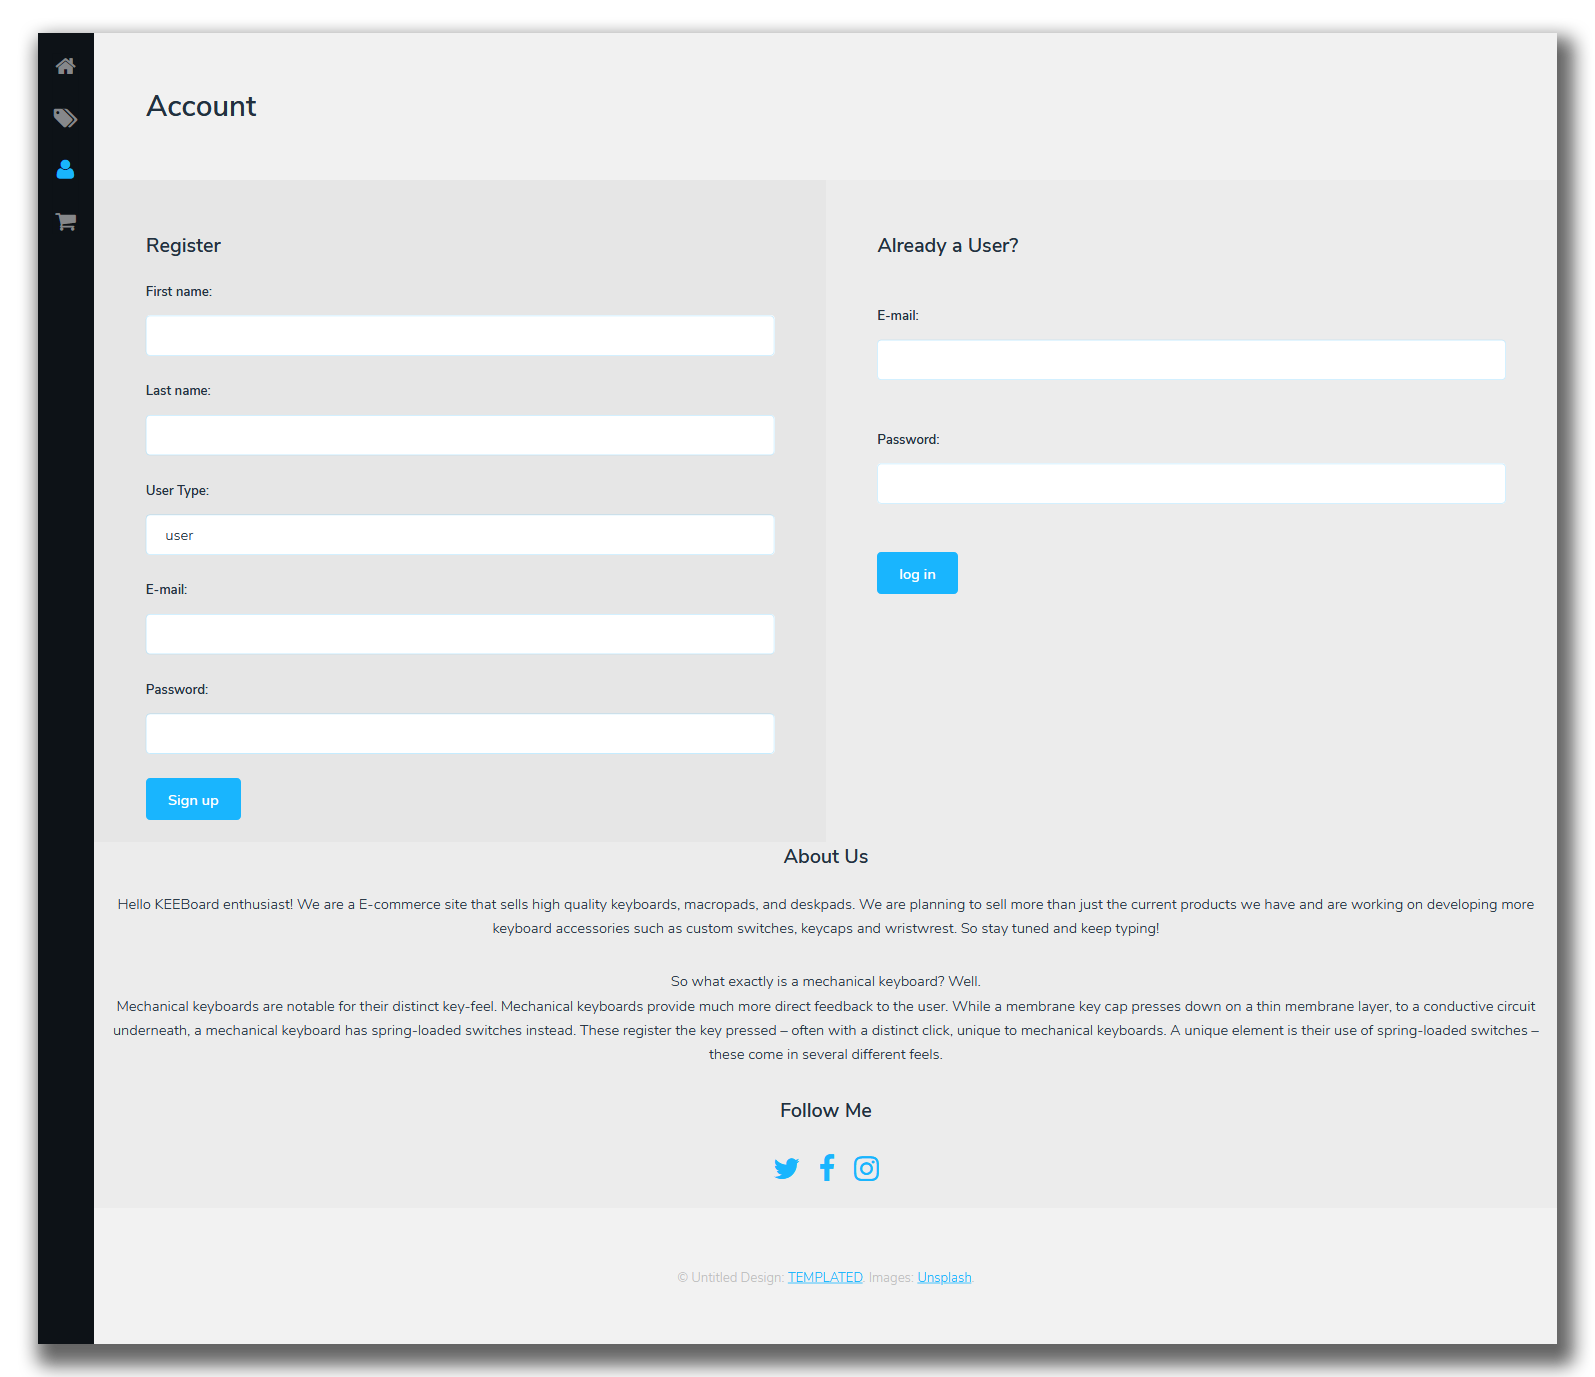 Account
Register
First name:
Last name:
User Type:
user
E-mail:
Password:
Sign up
Already a User?
E-mail:
Password:
log in
About Us
Hello KEEBoard enthusiast! We are a E-commerce site that sells high quality keyboards, macropads, and deskpads. We are planning to sell more than just the current products we have and are working on developing more
keyboard accessories such as custom switches, keycaps and wristwrest. So stay tuned and keep typing!
So what exactly is a mechanical keyboard? Well.
Mechanical keyboards are notable for their distinct key-feel. Mechanical keyboards provide much more direct feedback to the user. While a membrane key cap presses down on a thin membrane layer, to a conductive circuit
underneath, a mechanical keyboard has spring-loaded switches instead. These register the key pressed – often with a distinct click, unique to mechanical keyboards. A unique element is their use of spring-loaded switches –
these come in several different feels.
Follow Me
© Untitled Design: TEMPLATED. Images: Unsplash